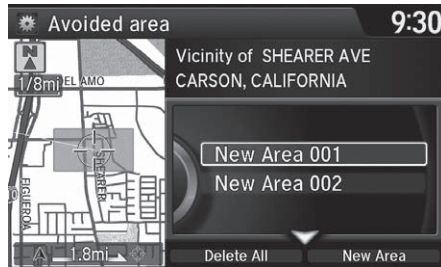 Avoided area
9:30
N
1/8mi
EL AMO
SHEARER
FIGUEROA
1.8mi
Vicinity of SHEARER AVE
CARSON, CALIFORNIA
New Area 001
New Area 002
Delete All
New Area